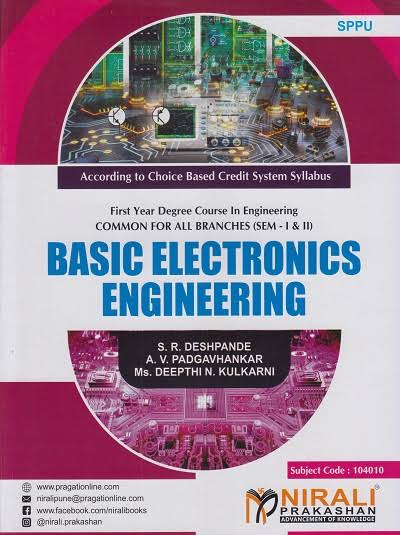 SPPU
According to Choice Based Credit System Syllabus
First Year Degree Course In Engineering
COMMON FOR ALL BRANCHES (SEM - I & II)
BASIC ELECTRONICS
ENGINEERING
S. R. DESHPANDE
A. V. PADGAVHANKAR
Ms. DEEPTHI N. KULKARNI
Subject Code : 104010
www.pragationline.com
niralipune@pragationline.com
www.facebook.com/niralibooks
@nirali.prakashan
NIRALI
PRAKASHAN
ADVANCEMENT OF KNOWLEDGE